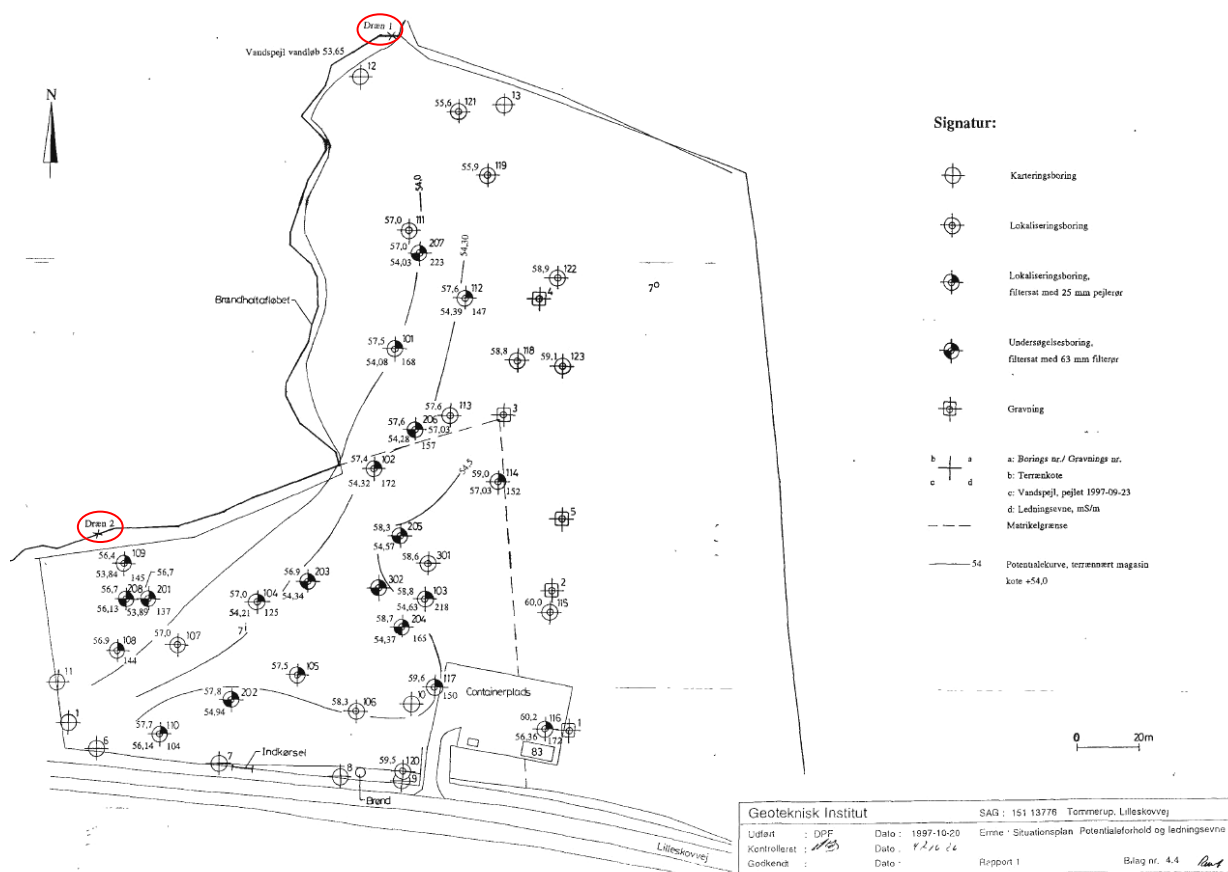 Dræn 1
Vandspejl vandløb 53,65
12
N
55,6 121
13
55,9 119
54,0
57,0 111
57,0 207
54,03 223
54,30
58,9 122
57,6 112
4
54,39 147
7°
Brandholtafløbet
57,5 101
54,08 168
58,8 118
59,1 123
57,6 113
3
57,6 206
57,03
54,28 157
57,4 102
54,32 172
54,5
59,0 114
57,03 152
Dræn 2
58,3 205
54,57
5
56,4 109
53,84 145
56,7
58,6 301
56,9 203
54,34
302
2
56,7 208
201
56,13 53,89 137
57,0 104
54,21 125
58,8 103
54,63 218
60,0 115
58,7 204
54,37 165
56,9 108
144
57,0 107
11
57,5 105
59,6 117
150
Containerplads
57,8 202
54,94
58,3 106
10
1
57,7 110
56,14 104
60,2 116
56,36 172
1
83
6
7
Indkørsel
59,5 120
8
9
Brønd
Lilleskovvej
Signatur:
Karteringsboring
Lokaliseringsboring
Lokaliseringsboring,
filtersat med 25 mm pejlerør
Undersøgelsesboring,
filtersat med 63 mm filterør
Gravning
b a
c d
a: Borings nr./ Gravnings nr.
b: Terrænkote
c: Vandspejl, pejlet 1997-09-23
d: Ledningsevne, mS/m
Matrikelgrænse
54 Potentialekurve, terrænnært magasin
kote +54,0
0 20m
Geoteknisk Institut SAG : 151 13776 Tommerup, Lilleskovvej
Udført : DPF Dato : 1997-10-20 Emne : Situationsplan Potentialeforhold og ledningsevne
Kontrolleret : Dato :
Godkendt : Dato : Rapport 1 Bilag nr. 4.4